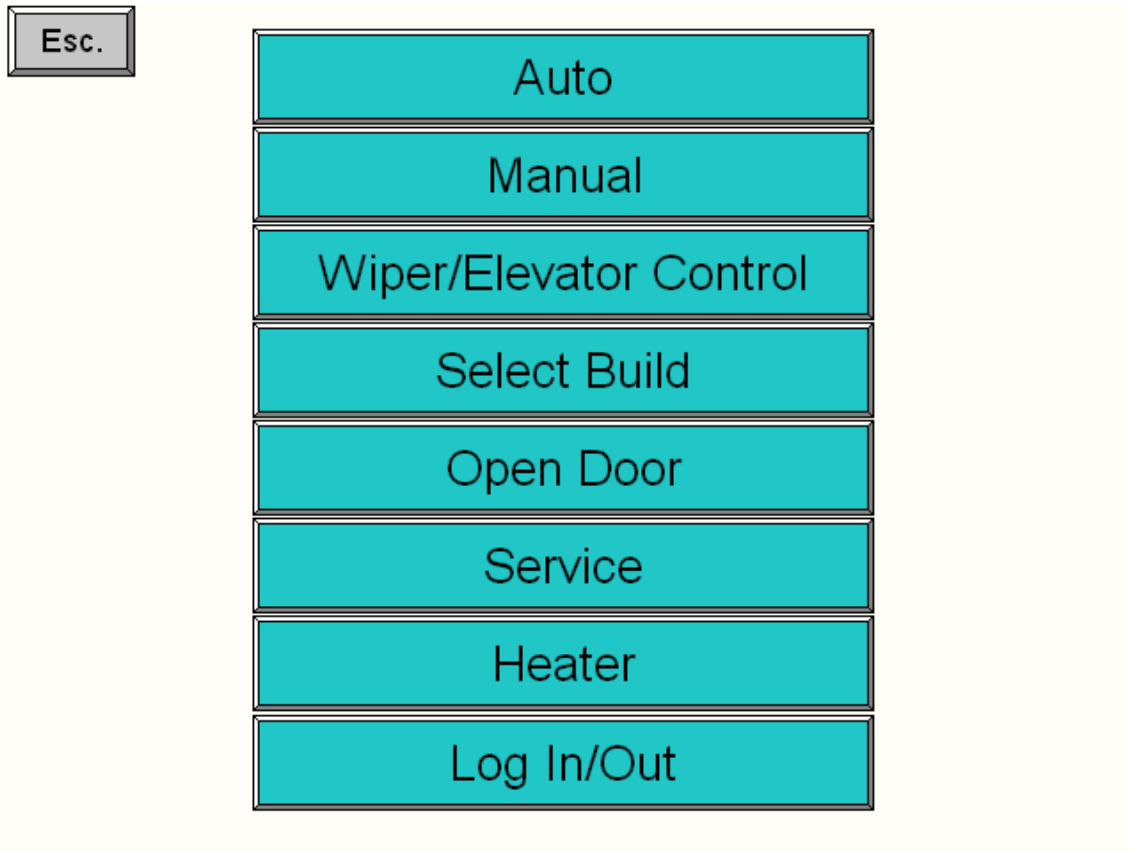 Esc.
Auto
Manual
Wiper/Elevator Control
Select Build
Open Door
Service
Heater
Log In/Out